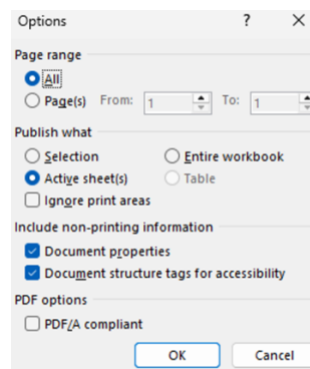 Options ? ×
Page range
All
Page(s) From: 1 To: 1
Publish what
Selection Entire workbook
Active sheet(s) Table
Ignore print areas
Include non-printing information
Document properties
Document structure tags for accessibility
PDF options
PDF/A compliant
OK Cancel